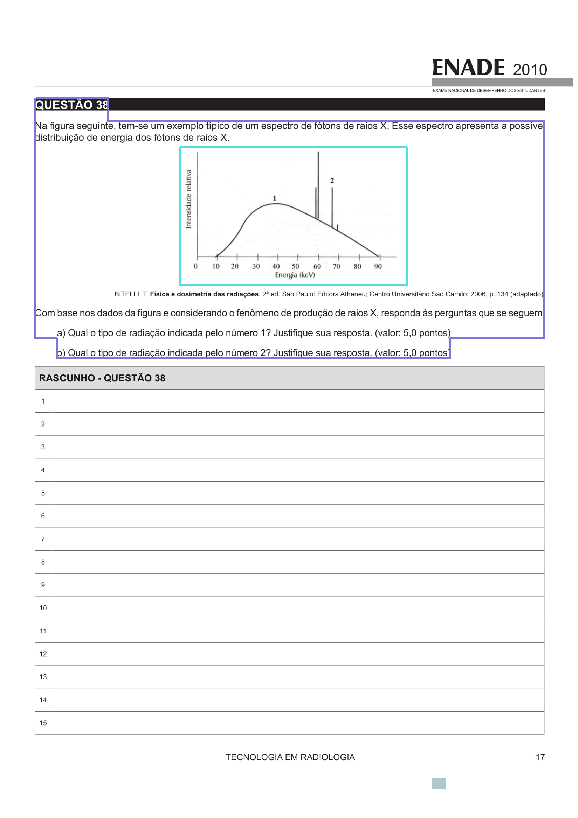 ENADE 2010
EXAME NACIONAL DE DESEMPENHO DOS ESTUDANTES
QUESTÃO 38
Na figura seguinte, tem-se um exemplo típico de um espectro de fótons de raios X. Esse espectro apresenta a possível
distribuição de energia dos fótons de raios X.
Intensidade relativa
1
2
1
0 10 20 30 40 50 60 70 80 90
Energia (keV)
BITELLI, T. Física e dosimetria das radiações. 2ª ed. São Paulo: Editora Atheneu; Centro Universitário São Camilo: 2006, p. 134 (adaptado)
Com base nos dados da figura e considerando o fenômeno de produção de raios X, responda às perguntas que se seguem
a) Qual o tipo de radiação indicada pelo número 1? Justifique sua resposta. (valor: 5,0 pontos)
b) Qual o tipo de radiação indicada pelo número 2? Justifique sua resposta. (valor: 5,0 pontos)
RASCUNHO - QUESTÃO 38
1
2
3
4
5
6
7
8
9
10
11
12
13
14
15
TECNOLOGIA EM RADIOLOGIA 17